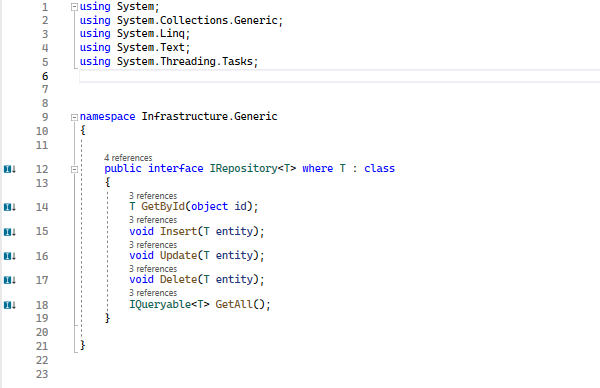 1 using System;
2 using System.Collections.Generic;
3 using System.Linq;
4 using System.Text;
5 using System.Threading.Tasks;
6
7
8
9 namespace Infrastructure.Generic
10 {
11
4 references
12 public interface IRepository<T> where T : class
13 {
3 references
14 T GetById(object id);
3 references
15 void Insert(T entity);
3 references
16 void Update(T entity);
3 references
17 void Delete(T entity);
3 references
18 IQueryable<T> GetAll();
19 }
20
21 }
22
23